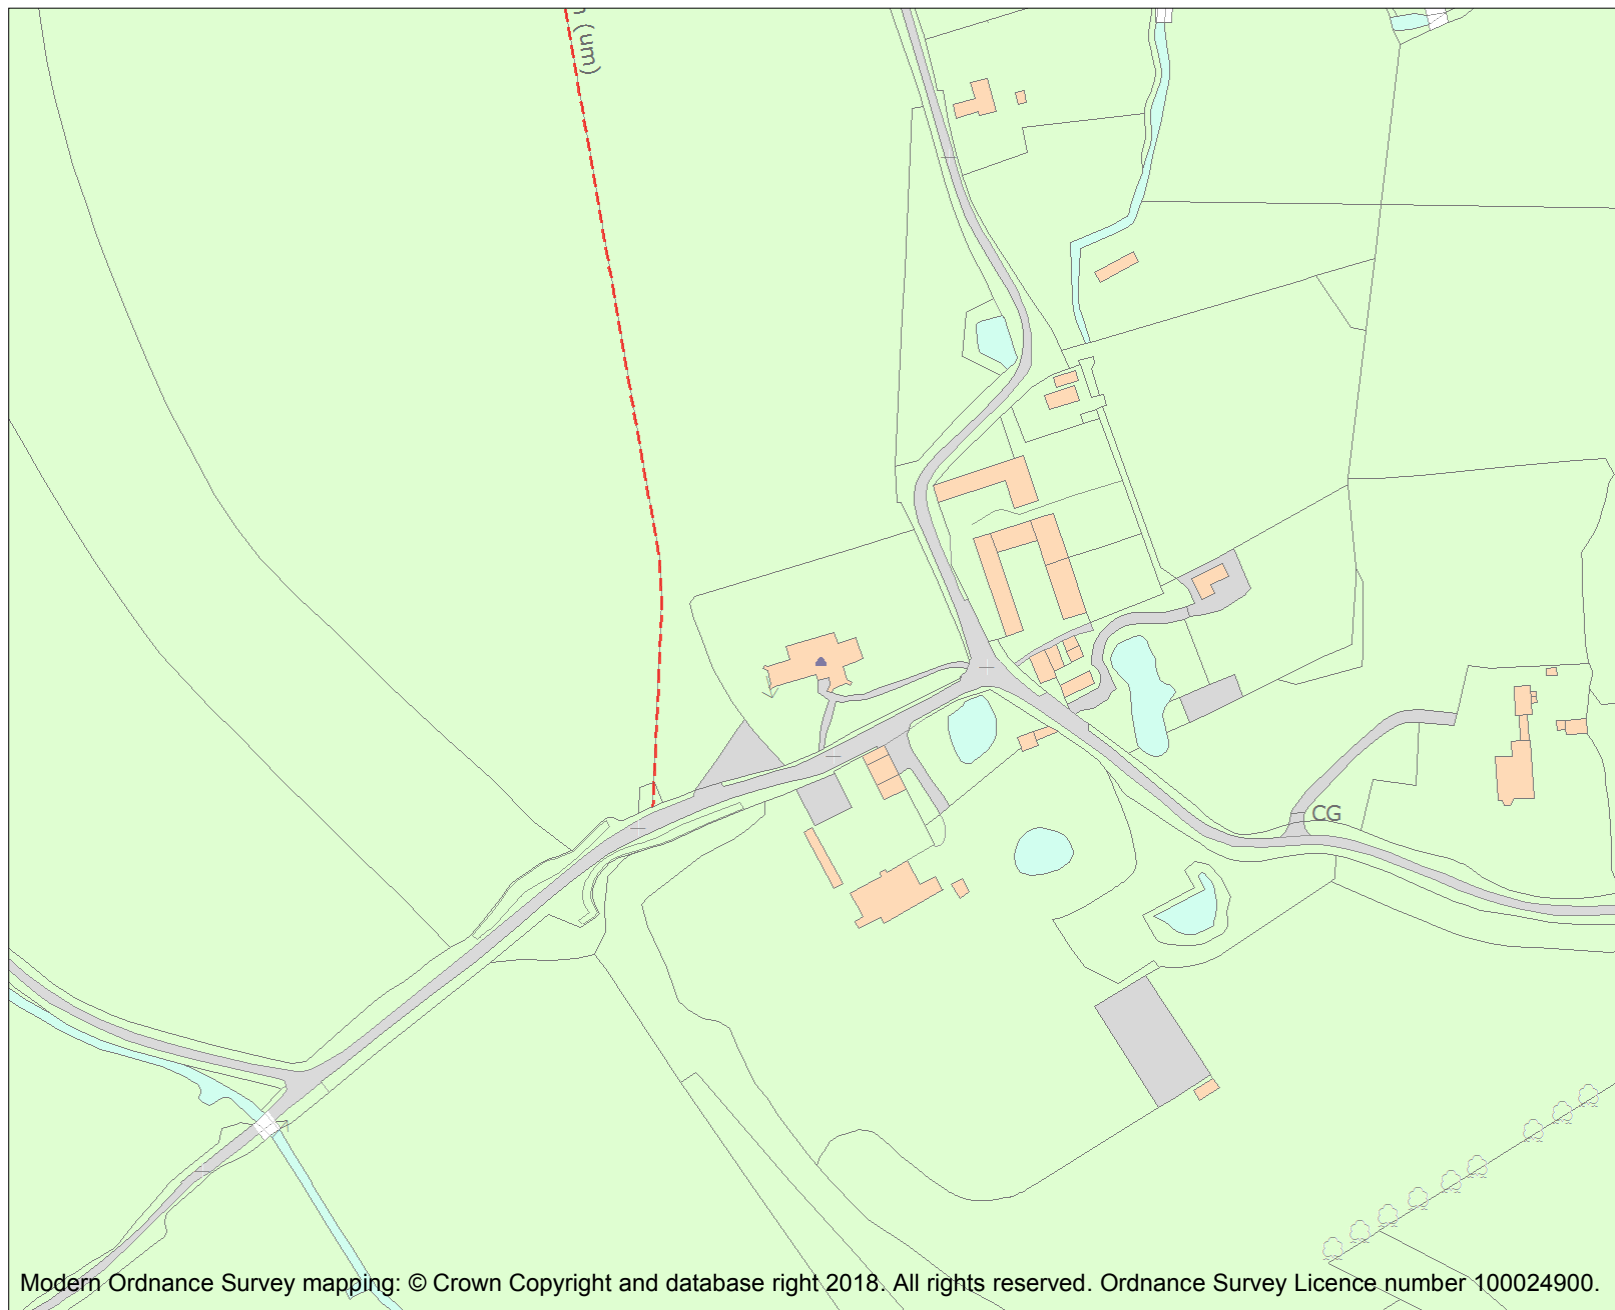 (um)
CG
Modern Ordnance Survey mapping: © Crown Copyright and database right 2018. All rights reserved. Ordnance Survey Licence number 100024900.